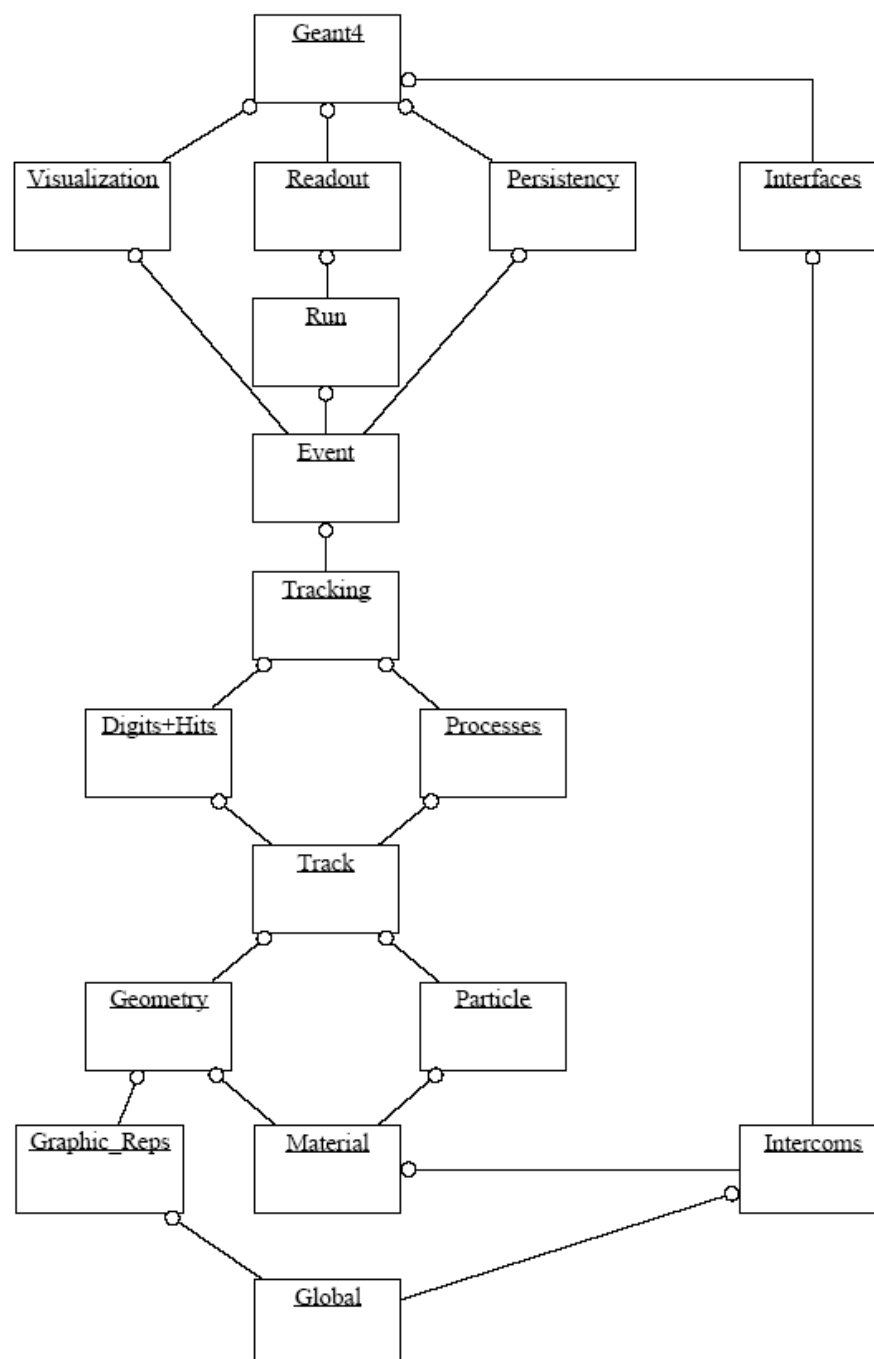 Geant4
Visualization
Readout
Persistency
Interfaces
Run
Event
Tracking
Digits+Hits
Processes
Track
Geometry
Particle
Graphic_Reps
Material
Intercoms
Global